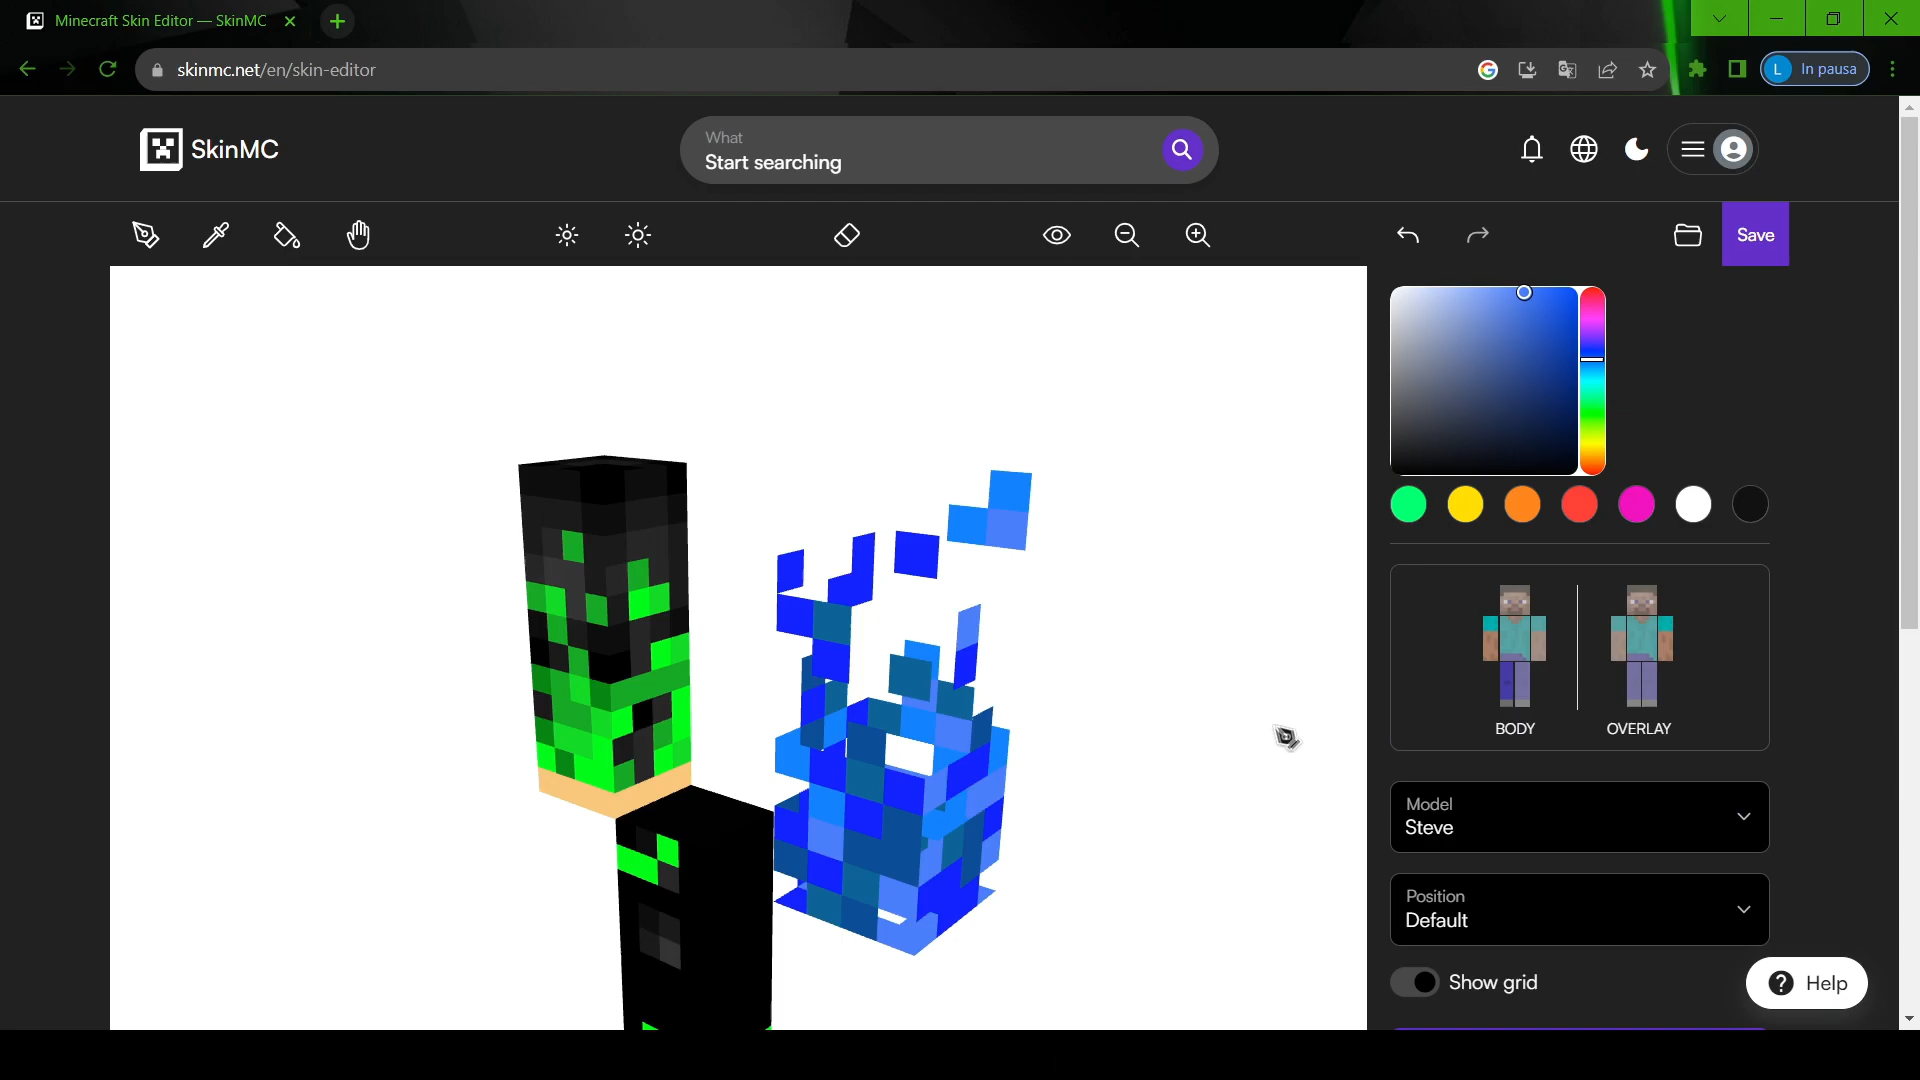 Minecraft Skin Editor — SkinMC
skinmc.net/en/skin-editor
L
In pausa
SkinMC
What
Start searching
Save
BODY
OVERLAY
Model
Steve
Position
Default
Show grid
Help